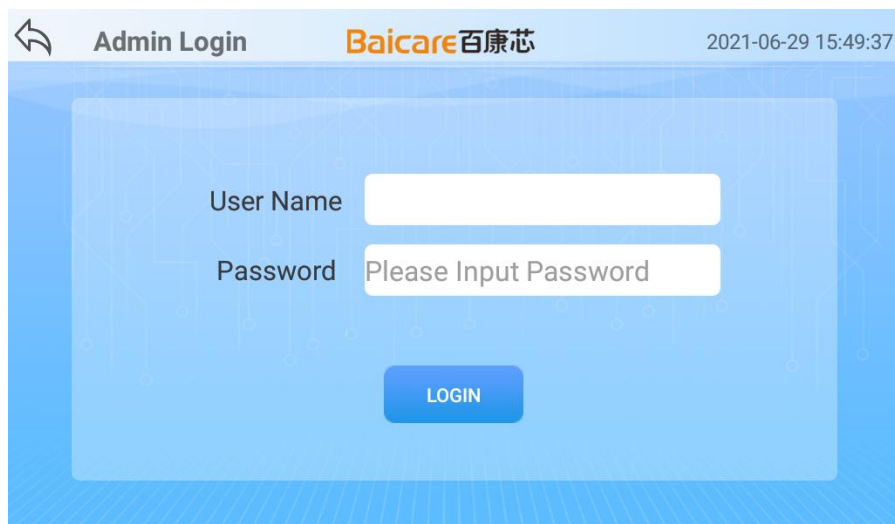 Admin Login Baicare百康芯 2021-06-29 15:49:37
User Name
Password Please Input Password
LOGIN